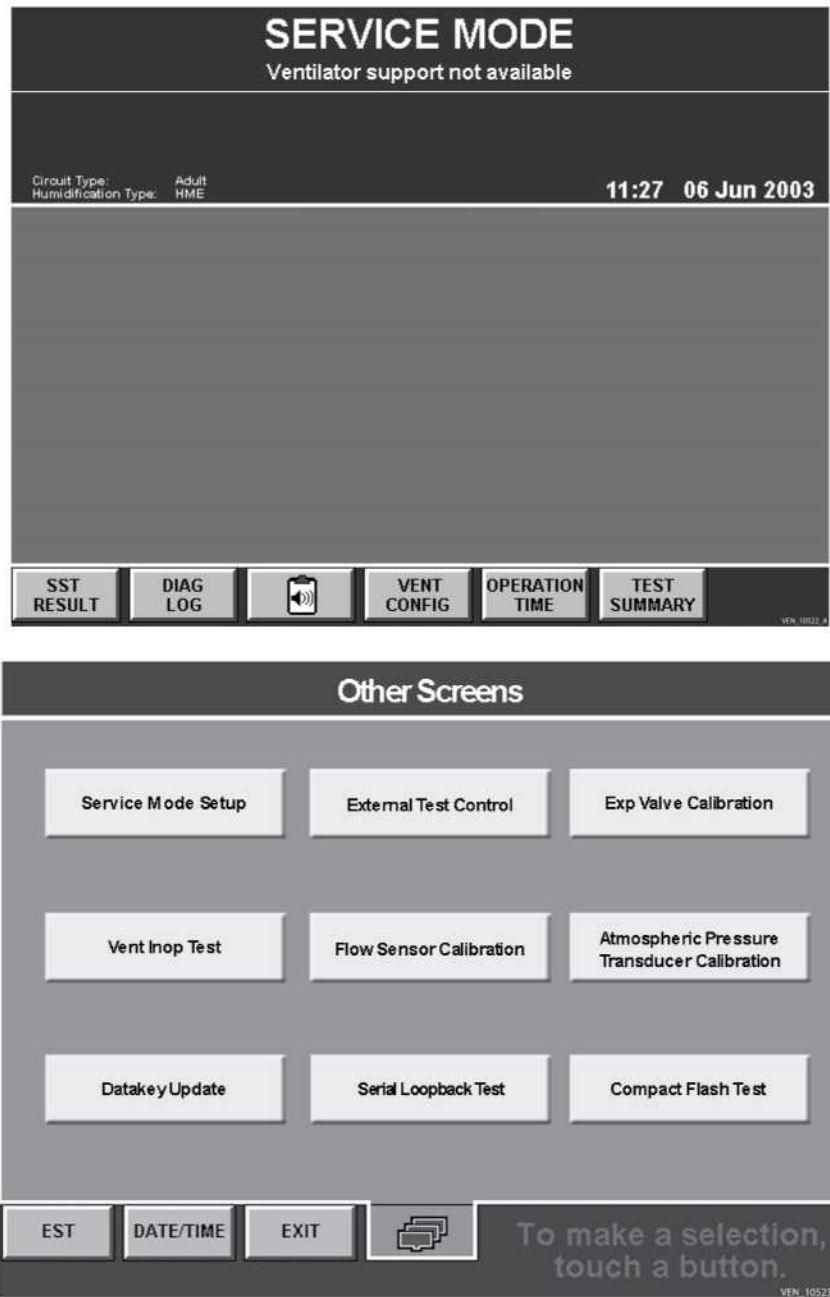 SERVICE MODE
Ventilator support not available
Circuit Type: Adult
Humidification Type: HME
11:27 06 Jun 2003
SST
RESULT
DIAG
LOG
VENT
CONFIG
OPERATION
TIME
TEST
SUMMARY
VEN_10522_A
Other Screens
Service Mode Setup
External Test Control
Exp Valve Calibration
Vent Inop Test
Flow Sensor Calibration
Atmospheric Pressure
Transducer Calibration
Datakey Update
Serial Loopback Test
Compact Flash Test
EST
DATE/TIME
EXIT
To make a selection,
touch a button.